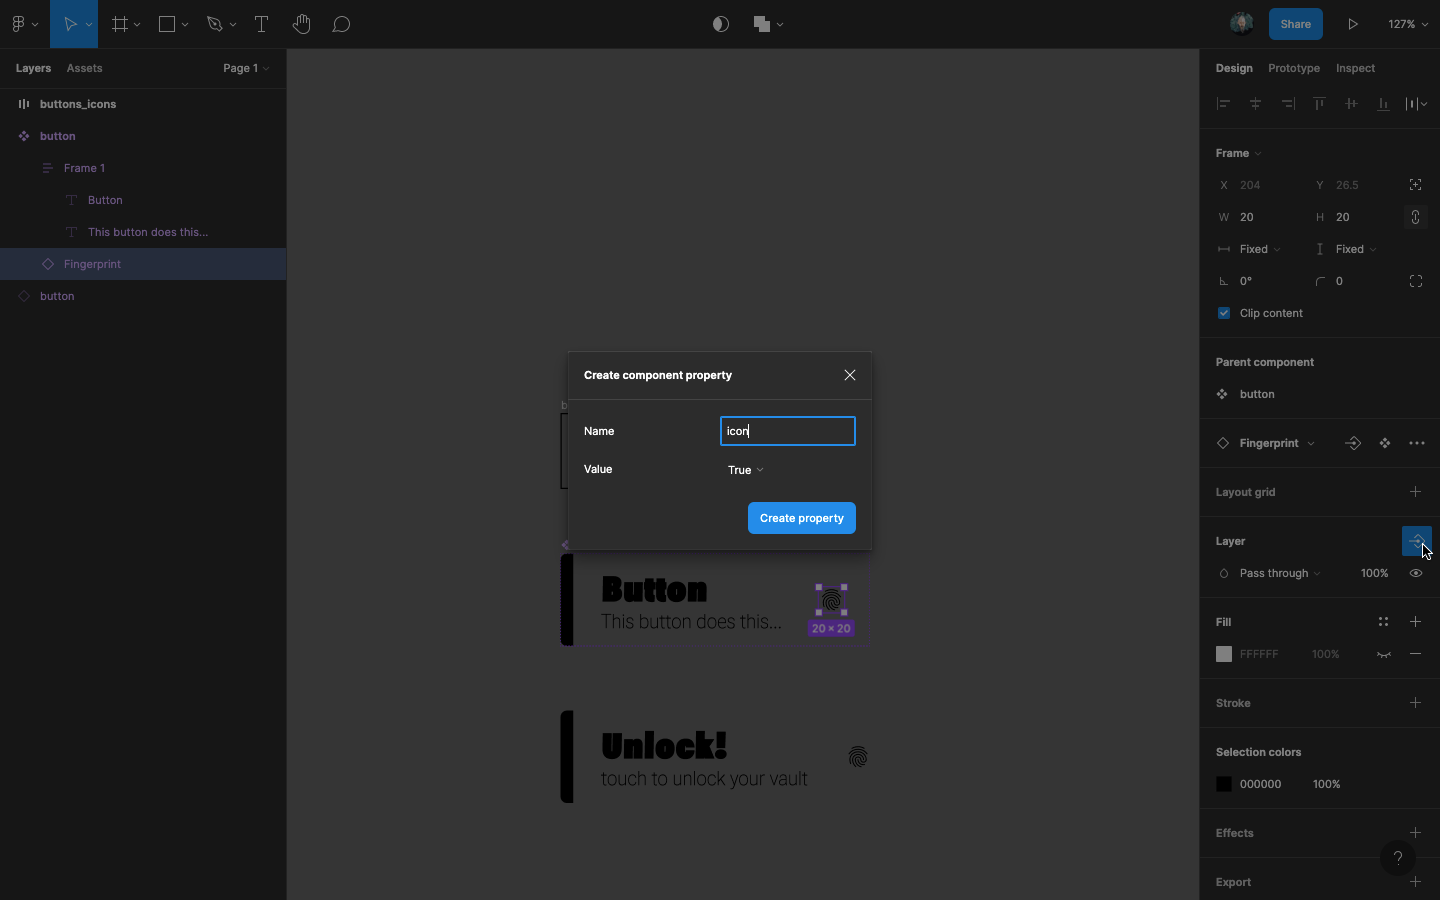 Share
127%
Layers
Assets
Page 1
buttons_icons
button
Frame 1
Button
This button does this...
Fingerprint
button
Create component property
Name
icon
Value
True
Create property
b
Button
This button does this...
20 × 20
Unlock!
touch to unlock your vault
Design
Prototype
Inspect
Frame
X 204 Y 26.5
W 20 H 20
Fixed Fixed
0° 0
Clip content
Parent component
button
Fingerprint
Layout grid
Layer
Pass through 100%
Fill
FFFFFF 100%
Stroke
Selection colors
000000 100%
Effects
?
Export